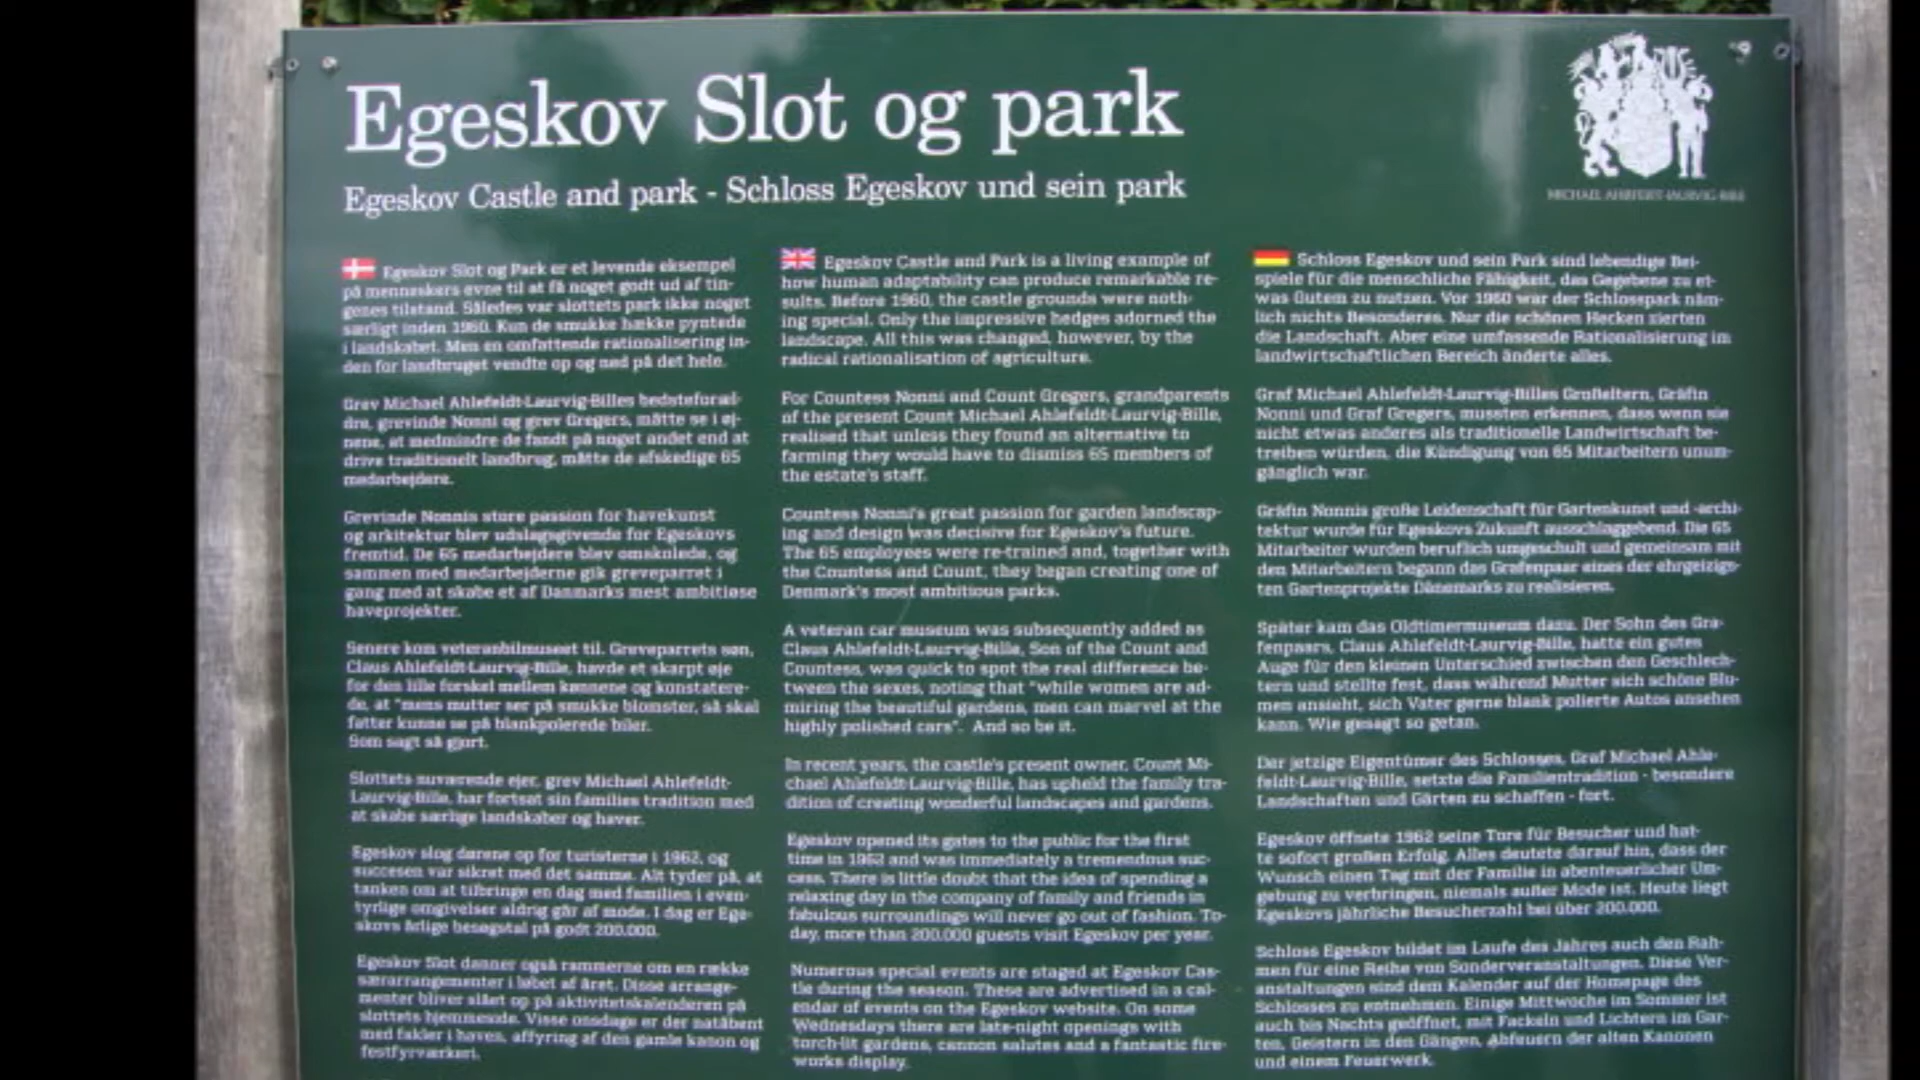 Egeskov Slot og park
Egeskov Castle and park - Schloss Egeskov und sein park
MICHAEL AHLEFELDT-LAURVIG-BILLE
Egeskov Slot og Park er et levende eksempel
på menneskers evne til at få noget godt ud af tin-
genes tilstand. Således var slottets park ikke noget
særligt inden 1960. Kun de smukke hække pyntede
i landskabet. Men en omfattende rationalisering in-
den for landbruget vendte op og ned på det hele.
Grev Michael Ahlefeldt-Laurvig-Billes bedsteforæl-
dre, grevinde Nonni og grev Gregers, måtte se i øj-
nene, at medmindre de fandt på noget andet end at
drive traditionelt landbrug, måtte de afskedige 65
medarbejdere.
Grevinde Nonnis store passion for havekunst
og arkitektur blev udslagsgivende for Egeskovs
fremtid. De 65 medarbejdere blev omskolede, og
sammen med medarbejderne gik greveparret i
gang med at skabe et af Danmarks mest ambitiøse
haveprojekter.
Senere kom veteranbilmuseet til. Greveparrets søn,
Claus Ahlefeldt-Laurvig-Bille, havde et skarpt øje
for den lille forskel mellem kønnene og konstatere-
de, at "mens mutter ser på smukke blomster, så skal
fatter kunne se på blankpolerede biler.
Som sagt så gjort.
Slottets nuværende ejer, grev Michael Ahlefeldt-
Laurvig-Bille, har fortsat sin families tradition med
at skabe særlige landskaber og haver.
Egeskov slog dørene op for turisterne i 1962, og
succesen var sikret med det samme. Alt tyder på, at
tanken om at tilbringe en dag med familien i even-
tyrlige omgivelser aldrig går af mode. I dag er Ege-
skovs årlige besøgstal på godt 200.000.
Egeskov Slot danner også rammerne om en række
særarrangementer i løbet af året. Disse arrange-
menter bliver slået op på aktivitetskalenderen på
slottets hjemmeside. Visse onsdage er der natåbent
med fakler i haven, affyring af den gamle kanon og
festfyrværkeri.
Egeskov Castle and Park is a living example of
how human adaptability can produce remarkable re-
sults. Before 1960, the castle grounds were noth-
ing special. Only the impressive hedges adorned the
landscape. All this was changed, however, by the
radical rationalisation of agriculture.
For Countess Nonni and Count Gregers, grandparents
of the present Count Michael Ahlefeldt-Laurvig-Bille,
realised that unless they found an alternative to
farming they would have to dismiss 65 members of
the estate's staff.
Countess Nonni's great passion for garden landscap-
ing and design was decisive for Egeskov's future.
The 65 employees were re-trained and, together with
the Countess and Count, they began creating one of
Denmark's most ambitious parks.
A veteran car museum was subsequently added as
Claus Ahlefeldt-Laurvig-Bille, Son of the Count and
Countess, was quick to spot the real difference be-
tween the sexes, noting that "while women are ad-
miring the beautiful gardens, men can marvel at the
highly polished cars". And so be it.
In recent years, the castle's present owner, Count Mi-
chael Ahlefeldt-Laurvig-Bille, has upheld the family tra-
dition of creating wonderful landscapes and gardens.
Egeskov opened its gates to the public for the first
time in 1962 and was immediately a tremendous suc-
cess. There is little doubt that the idea of spending a
relaxing day in the company of family and friends in
fabulous surroundings will never go out of fashion. To-
day, more than 200.000 guests visit Egeskov per year.
Numerous special events are staged at Egeskov Cas-
tle during the season. These are advertised in a cal-
endar of events on the Egeskov website. On some
Wednesdays there are late-night openings with
torch-lit gardens, cannon salutes and a fantastic fire-
works display.
Schloss Egeskov und sein Park sind lebendige Bei-
spiele für die menschliche Fähigkeit, das Gegebene zu et-
was Gutem zu nutzen. Vor 1960 war der Schlosspark näm-
lich nichts Besonderes. Nur die schönen Hecken zierten
die Landschaft. Aber eine umfassende Rationalisierung im
landwirtschaftlichen Bereich änderte alles.
Graf Michael Ahlefeldt-Laurvig-Billes Großeltern, Gräfin
Nonni und Graf Gregers, mussten erkennen, dass wenn sie
nicht etwas anderes als traditionelle Landwirtschaft be-
treiben würden, die Kündigung von 65 Mitarbeitern unum-
gänglich war.
Gräfin Nonnis große Leidenschaft für Gartenkunst und -archi-
tektur wurde für Egeskovs Zukunft ausschlaggebend. Die 65
Mitarbeiter wurden beruflich umgeschult und gemeinsam mit
den Mitarbeitern begann das Grafenpaar eines der ehrgeizigs-
ten Gartenprojekte Dänemarks zu realisieren.
Später kam das Oldtimermuseum dazu. Der Sohn des Gra-
fenpaars, Claus Ahlefeldt-Laurvig-Bille, hatte ein gutes
Auge für den kleinen Unterschied zwischen den Geschlech-
tern und stellte fest, dass während Mutter sich schöne Blu-
men ansieht, sich Vater gerne blank polierte Autos ansehen
kann. Wie gesagt so getan.
Der jetzige Eigentümer des Schlosses, Graf Michael Ahle-
feldt-Laurvig-Bille, setzte die Familientradition - besondere
Landschaften und Gärten zu schaffen - fort.
Egeskov öffnete 1962 seine Tore für Besucher und hat-
te sofort großen Erfolg. Alles deutete darauf hin, dass der
Wunsch einen Tag mit der Familie in abenteuerlicher Um-
gebung zu verbringen, niemals außer Mode ist. Heute liegt
Egeskovs jährliche Besucherzahl bei über 200.000.
Schloss Egeskov bildet im Laufe des Jahres auch den Rah-
men für eine Reihe von Sonderveranstaltungen. Diese Ver-
anstaltungen sind dem Kalender auf der Homepage des
Schlosses zu entnehmen. Einige Mittwoche im Sommer ist
auch bis Nachts geöffnet, mit Fackeln und Lichtern im Gar-
ten, Geistern in den Gängen, Abfeuern der alten Kanonen
und einem Feuerwerk.